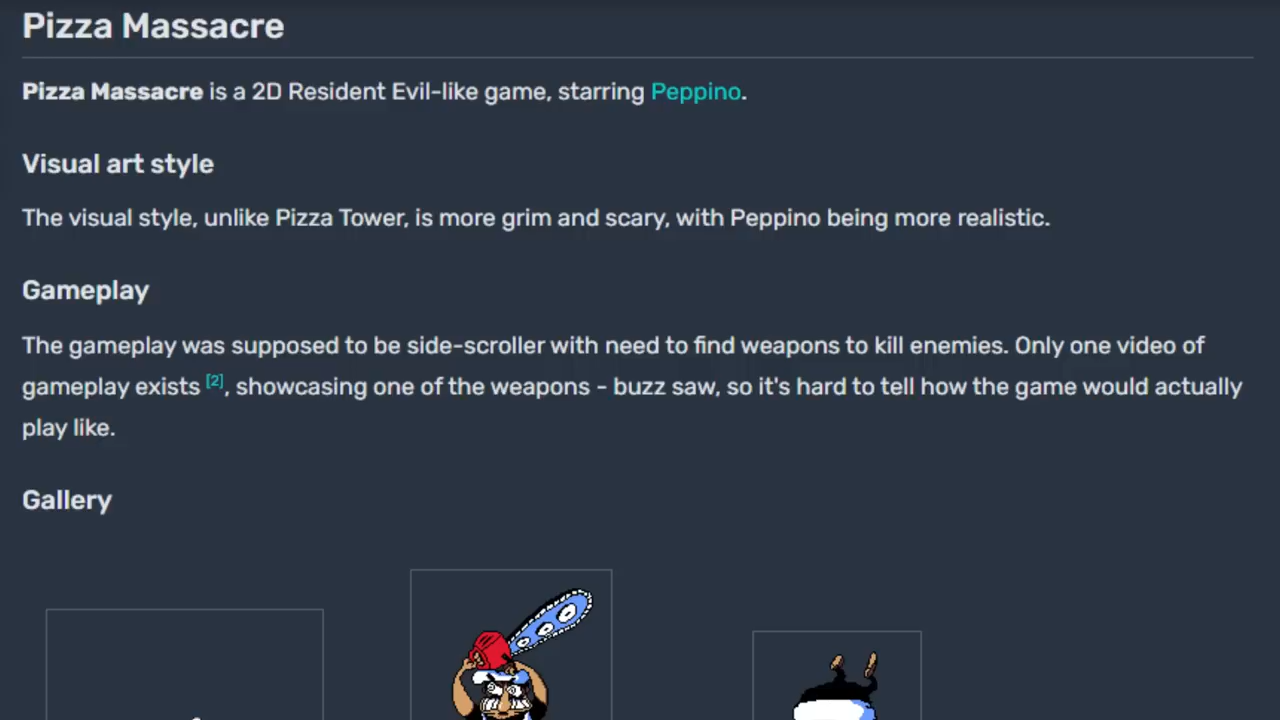 Pizza Massacre
Pizza Massacre is a 2D Resident Evil-like game, starring Peppino.
Visual art style
The visual style, unlike Pizza Tower, is more grim and scary, with Peppino being more realistic.
Gameplay
The gameplay was supposed to be side-scroller with need to find weapons to kill enemies. Only one video of
gameplay exists [2], showcasing one of the weapons - buzz saw, so it's hard to tell how the game would actually
play like.
Gallery